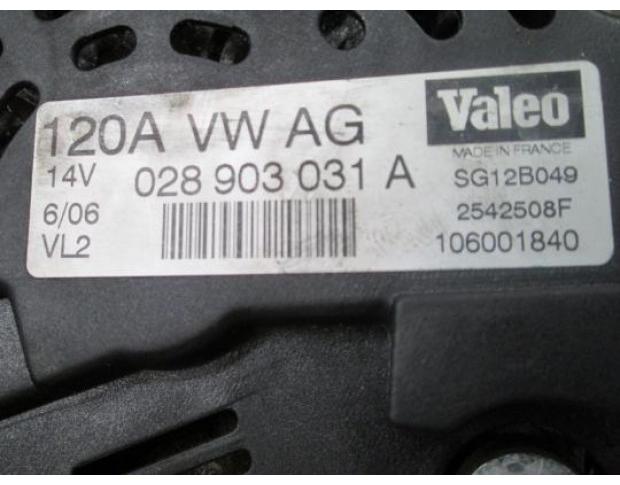 120A VW AG
Valeo
MADE IN FRANCE
14V 028 903 031 A SG12B049
6/06 2542508F
VL2 106001840